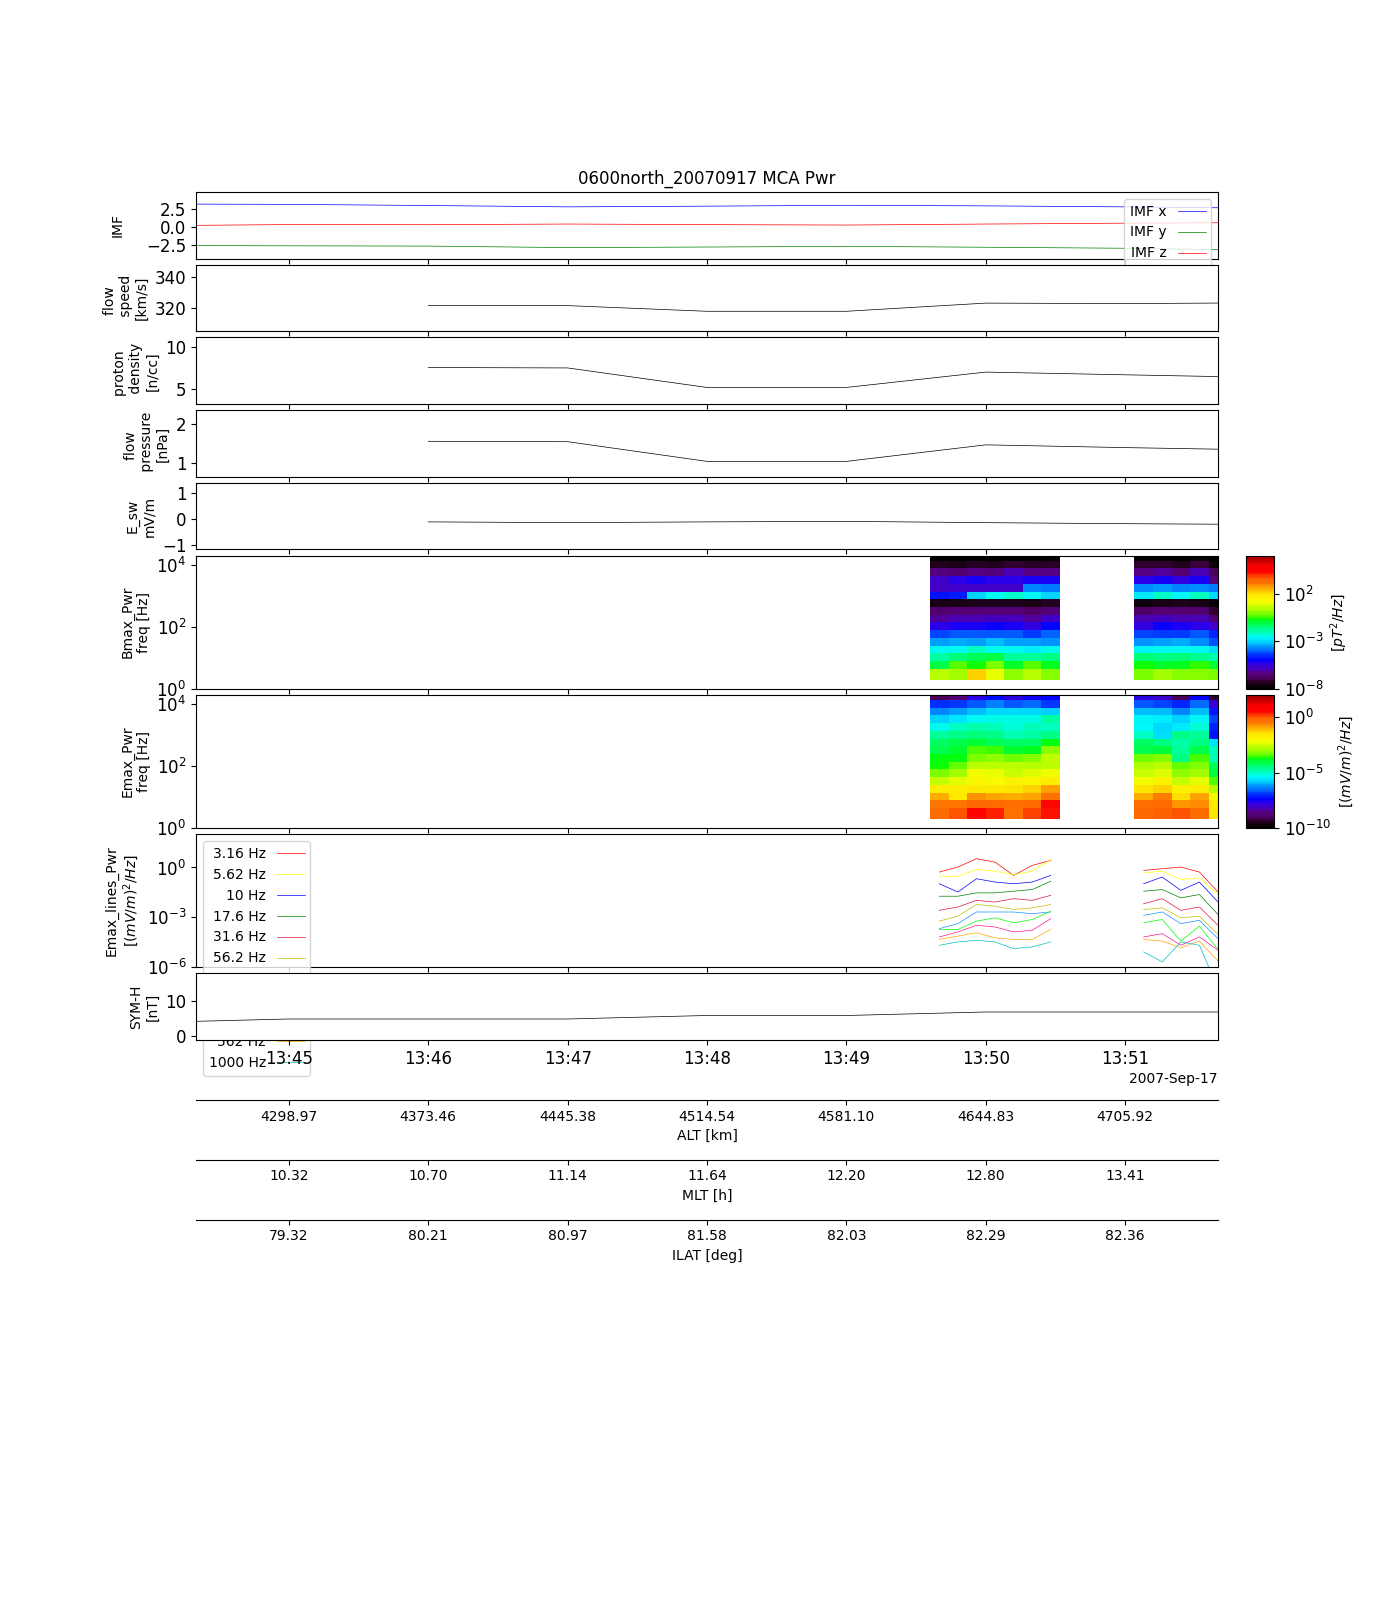 0600north_20070917 MCA Pwr
IMF
2.5
0.0
−2.5
IMF x
IMF y
IMF z
flow
speed
[km/s]
340
320
proton
density
[n/cc]
10
5
flow
pressure
[nPa]
2
1
E_sw
mV/m
1
0
−1
Bmax_Pwr
freq [Hz]
10^4
10^2
10^0
10^2
10^−3
10^−8
[pT^2/Hz]
Emax_Pwr
freq [Hz]
10^4
10^2
10^0
10^0
10^−5
10^−10
[(mV/m)^2/Hz]
Emax_lines_Pwr
[(mV/m)^2/Hz]
10^0
10^−3
10^−6
3.16 Hz
5.62 Hz
10 Hz
17.6 Hz
31.6 Hz
56.2 Hz
SYM-H
[nT]
10
0
562 Hz
1000 Hz
13:45 13:46 13:47 13:48 13:49 13:50 13:51
2007-Sep-17
4298.97 4373.46 4445.38 4514.54 4581.10 4644.83 4705.92
ALT [km]
10.32 10.70 11.14 11.64 12.20 12.80 13.41
MLT [h]
79.32 80.21 80.97 81.58 82.03 82.29 82.36
ILAT [deg]